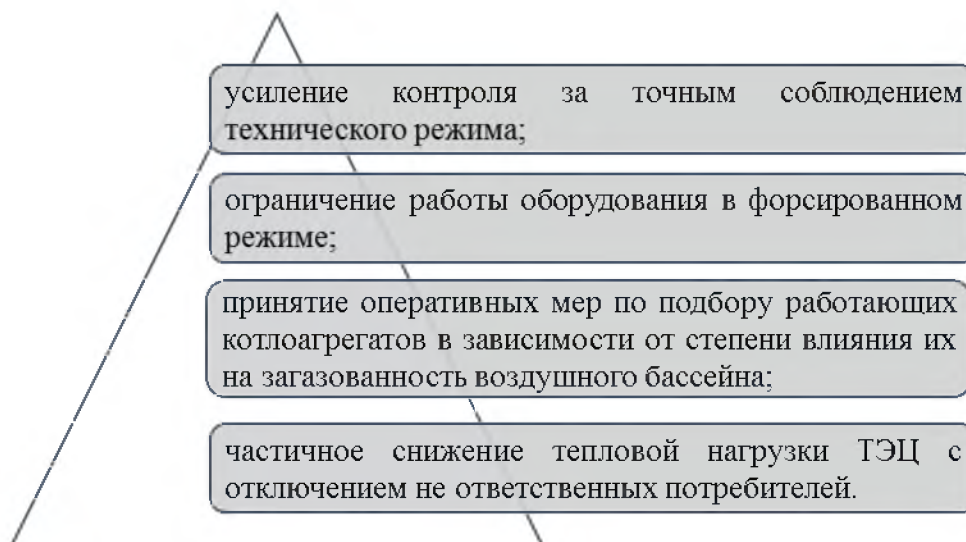 усиление контроля за точным соблюдением
технического режима;
ограничение работы оборудования в форсированном
режиме;
принятие оперативных мер по подбору работающих
котлоагрегатов в зависимости от степени влияния их
на загазованность воздушного бассейна;
частичное снижение тепловой нагрузки ТЭЦ с
отключением не ответственных потребителей.